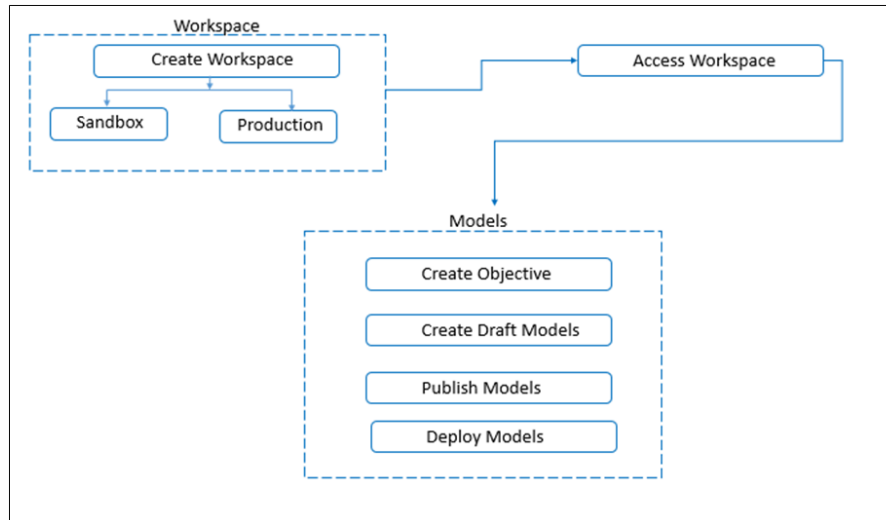 Workspace
Create Workspace
Access Workspace
Sandbox
Production
Models
Create Objective
Create Draft Models
Publish Models
Deploy Models